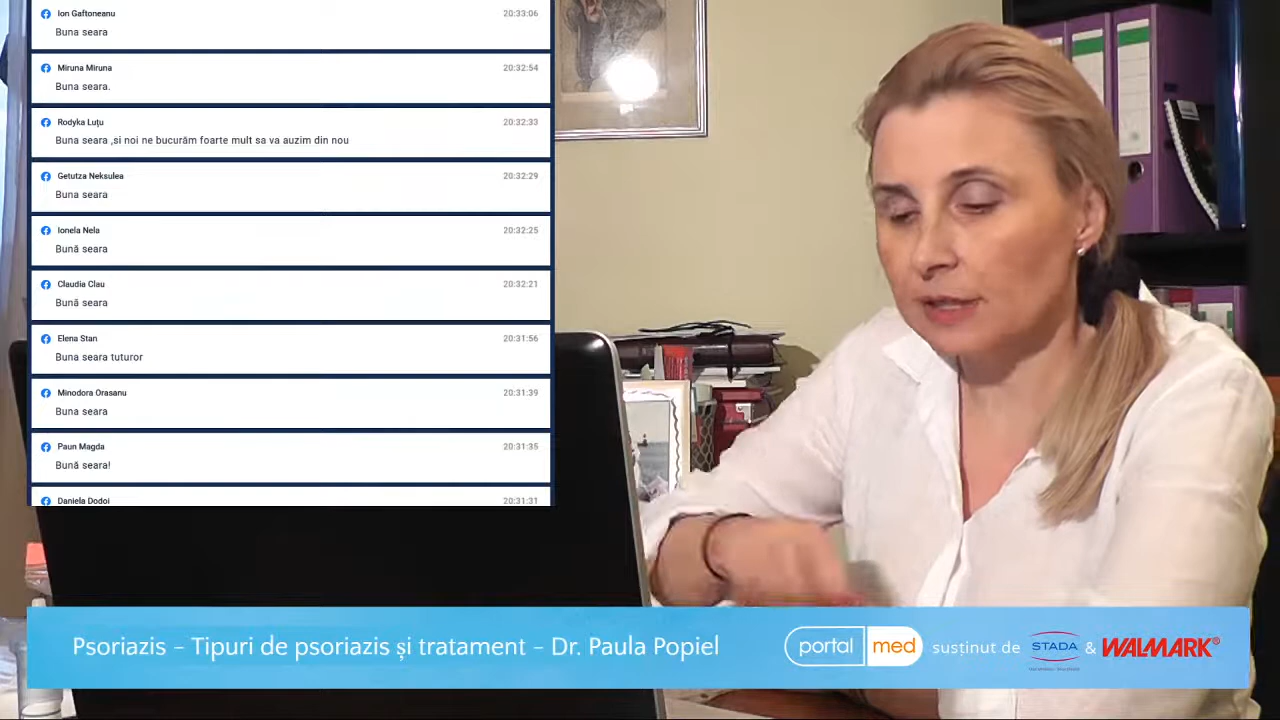 Ion Gaftoneanu 20:33:06
Buna seara
Miruna Miruna 20:32:54
Buna seara.
Rodyka Luțu 20:32:33
Buna seara ,si noi ne bucurăm foarte mult sa va auzim din nou
Getutza Neksulea 20:32:29
Buna seara
Ionela Nela 20:32:25
Bună seara
Claudia Clau 20:32:21
Bună seara
Elena Stan 20:31:56
Buna seara tuturor
Minodora Orasanu 20:31:39
Buna seara
Paun Magda 20:31:35
Bună seara!
Daniela Dodoi 20:31:31
Psoriazis – Tipuri de psoriazis și tratament – Dr. Paula Popiel
portal med susținut de STADA & WALMARK®